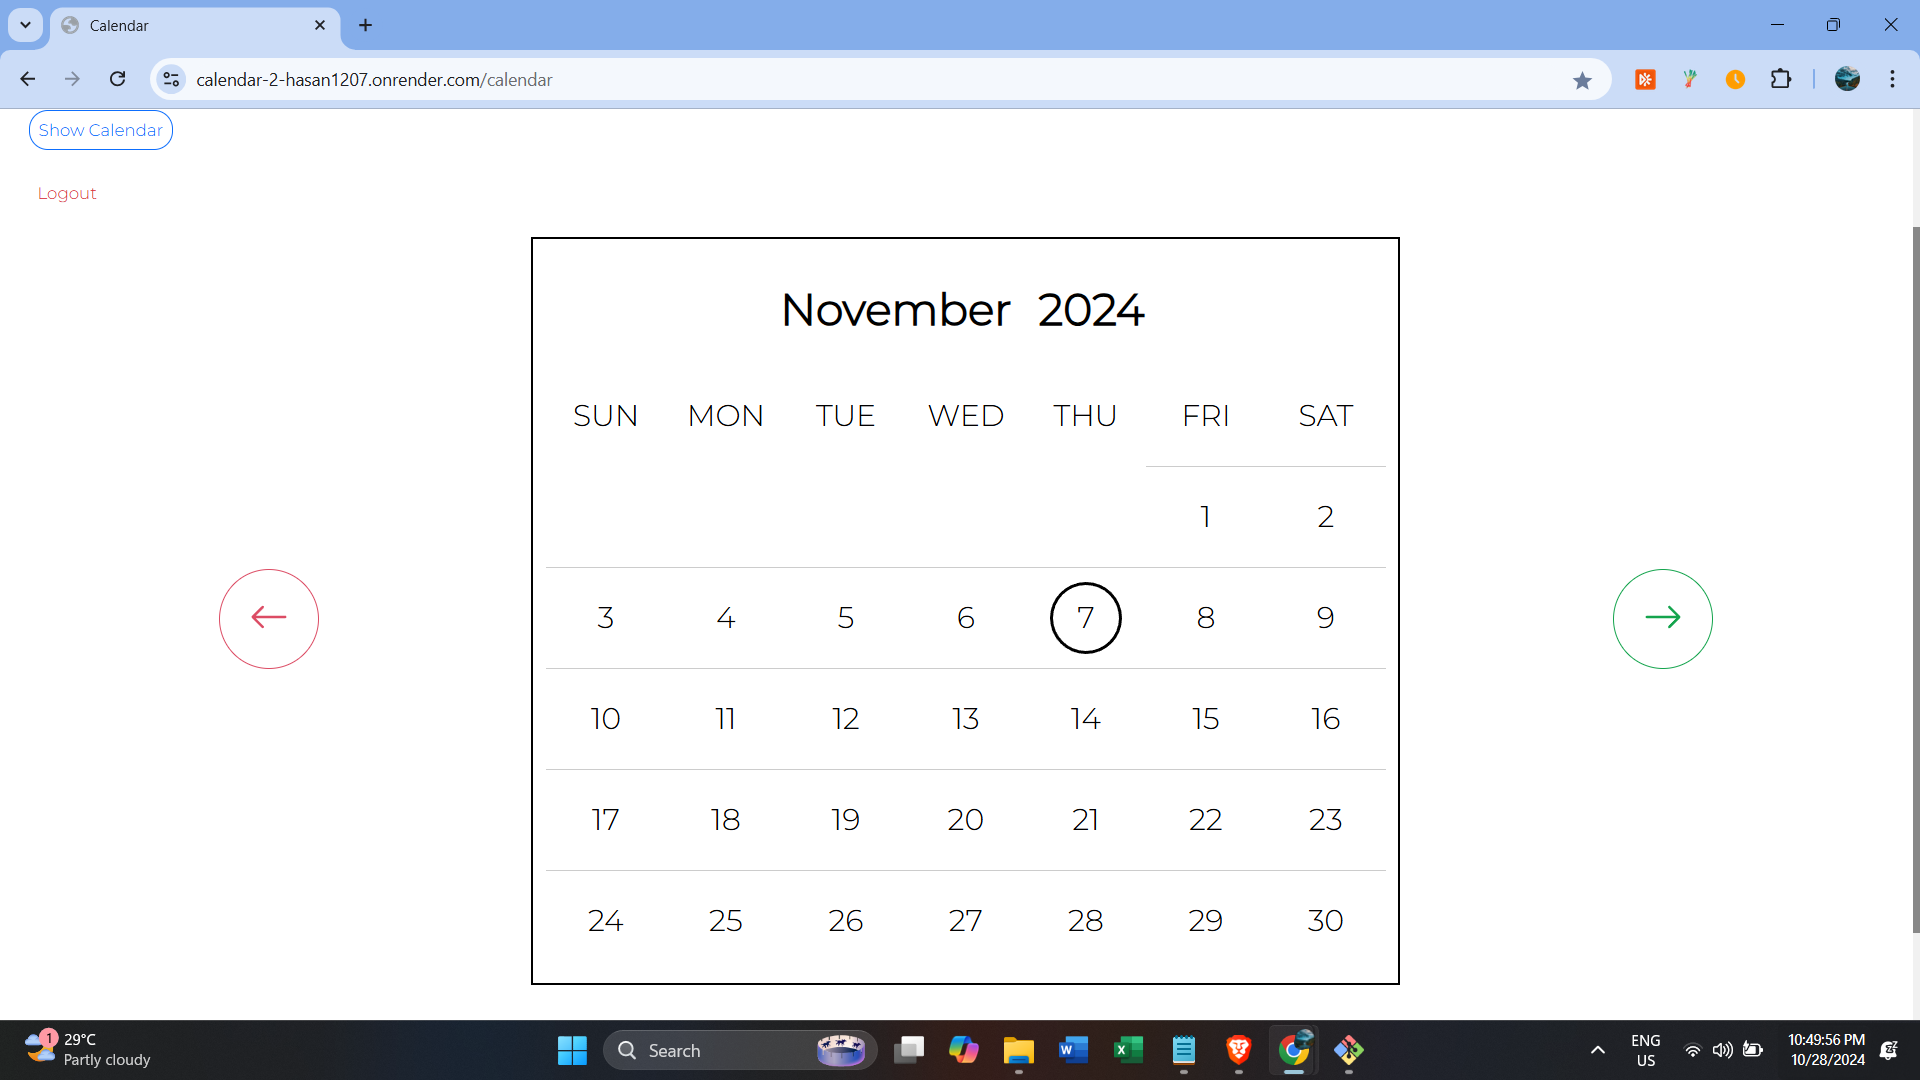 Calendar
calendar-2-hasan1207.onrender.com/calendar
Show Calendar
Logout
November 2024
SUN MON TUE WED THU FRI SAT
1 2
3 4 5 6 7 8 9
10 11 12 13 14 15 16
17 18 19 20 21 22 23
24 25 26 27 28 29 30
1
29°C
Partly cloudy
Search
ENG
US
10:49:56 PM
10/28/2024